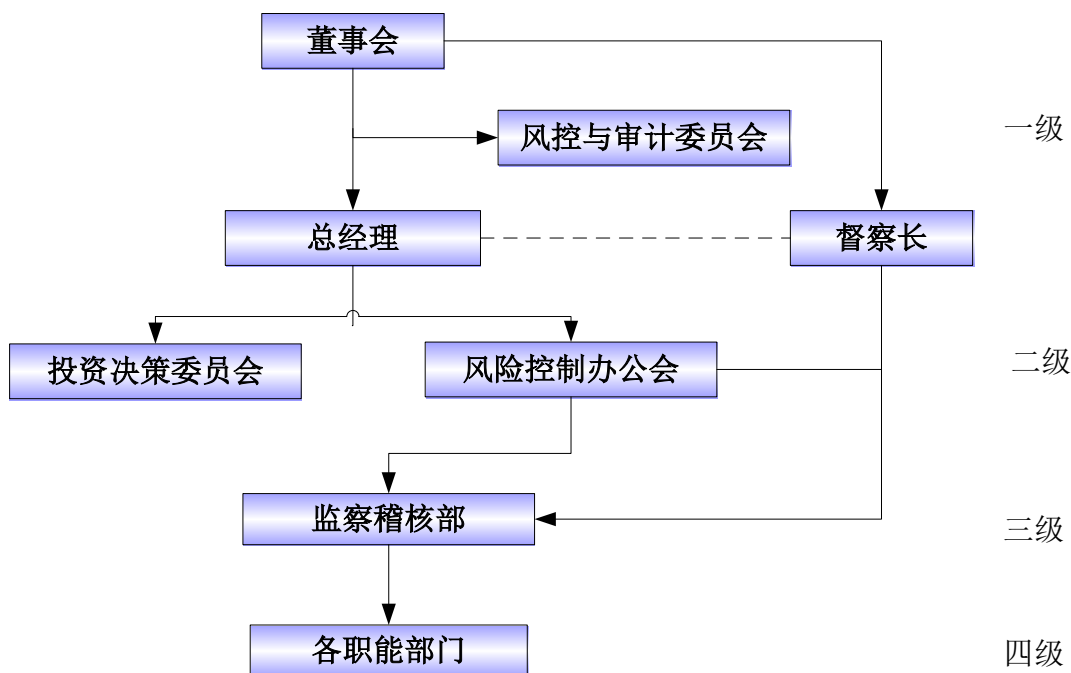 董事会
风控与审计委员会
一级
总经理
督察长
投资决策委员会
风险控制办公会
二级
监察稽核部
三级
各职能部门
四级